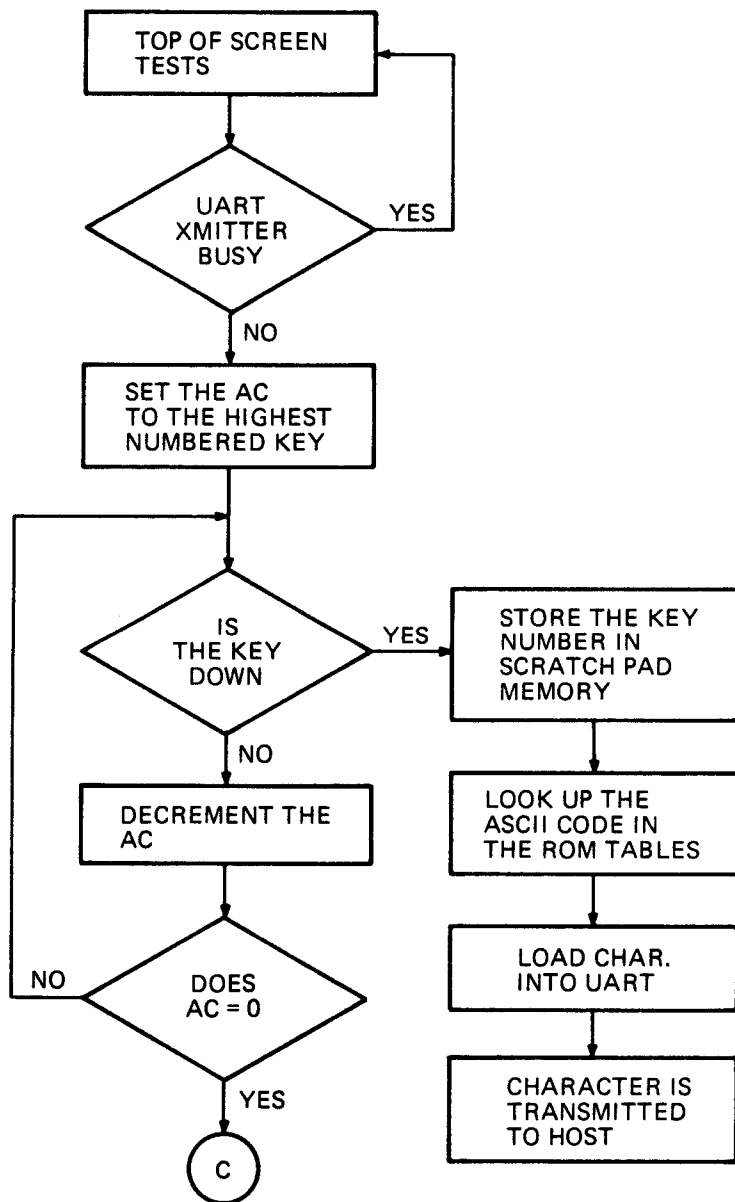 TOP OF SCREEN
TESTS
UART
XMITTER
BUSY
YES
NO
SET THE AC
TO THE HIGHEST
NUMBERED KEY
IS
THE KEY
DOWN
YES
NO
STORE THE KEY
NUMBER IN
SCRATCH PAD
MEMORY
DECREMENT THE
AC
LOOK UP THE
ASCII CODE IN
THE ROM TABLES
DOES
AC = 0
NO
YES
LOAD CHAR.
INTO UART
CHARACTER IS
TRANSMITTED
TO HOST
C